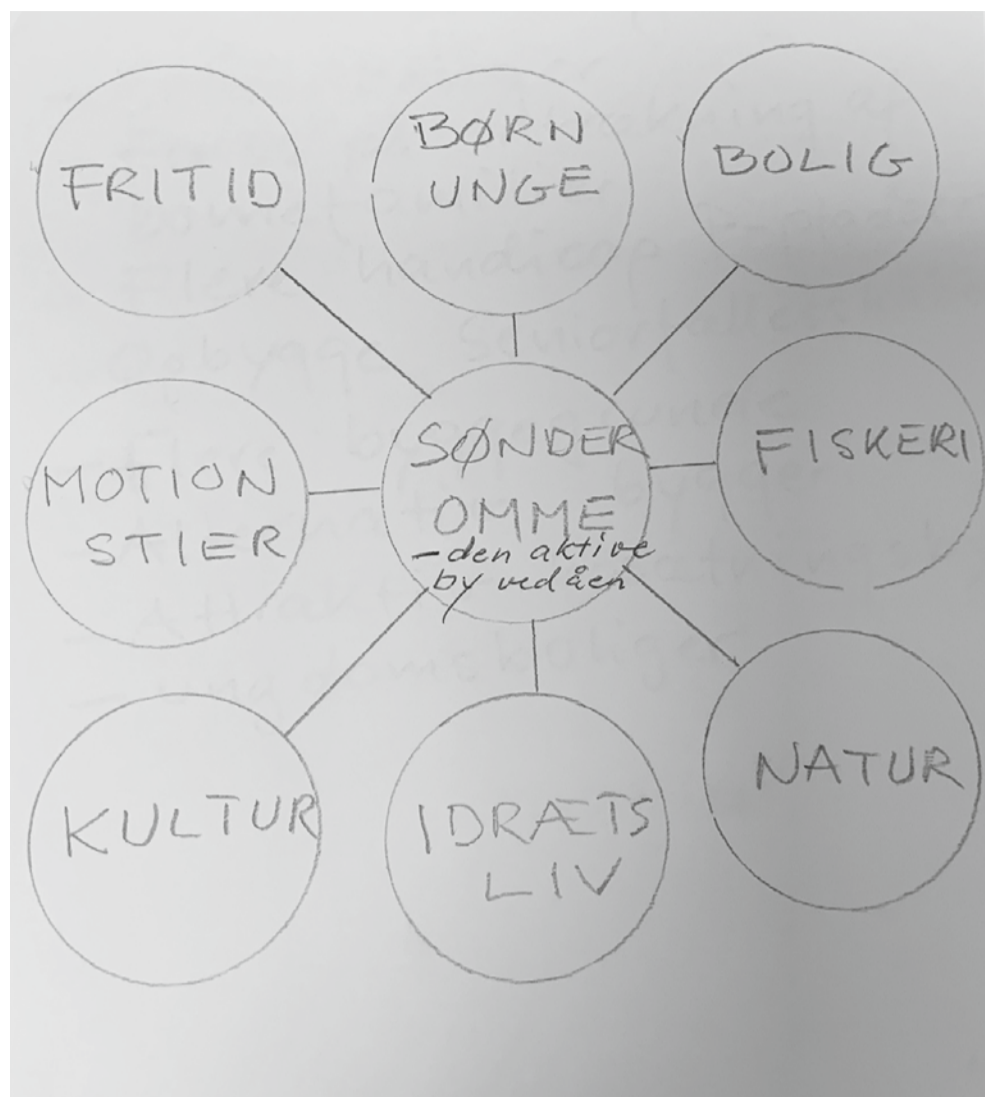 FRITID
BØRN
UNGE
BOLIG
MOTION
STIER
SØNDER
OMME
- den aktive
by ved åen
FISKERI
KULTUR
IDRÆTS
LIV
NATUR